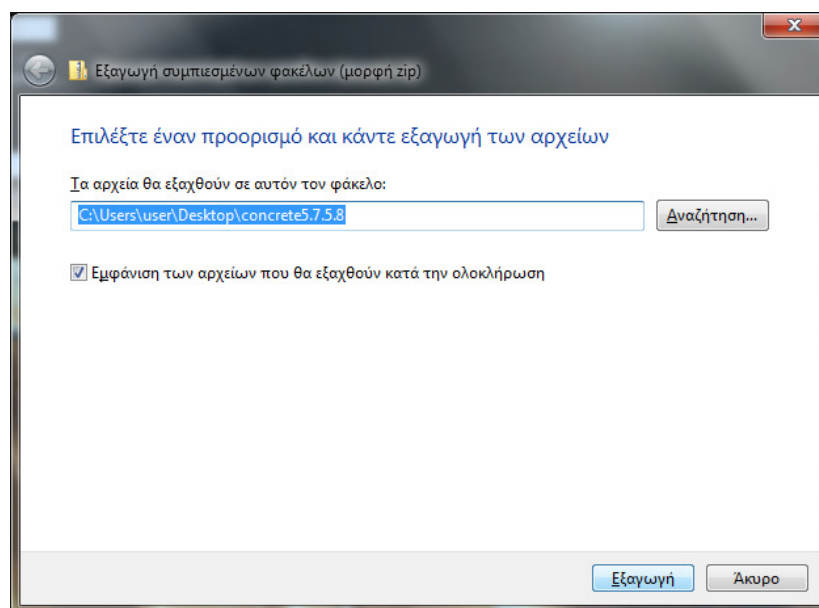 Εξαγωγή συμπιεσμένων φακέλων (μορφή zip)
Επιλέξτε έναν προορισμό και κάντε εξαγωγή των αρχείων
Τα αρχεία θα εξαχθούν σε αυτόν τον φάκελο:
C:\Users\user\Desktop\concrete5.7.5.8
Αναζήτηση...
Εμφάνιση των αρχείων που θα εξαχθούν κατά την ολοκλήρωση
Εξαγωγή Άκυρο